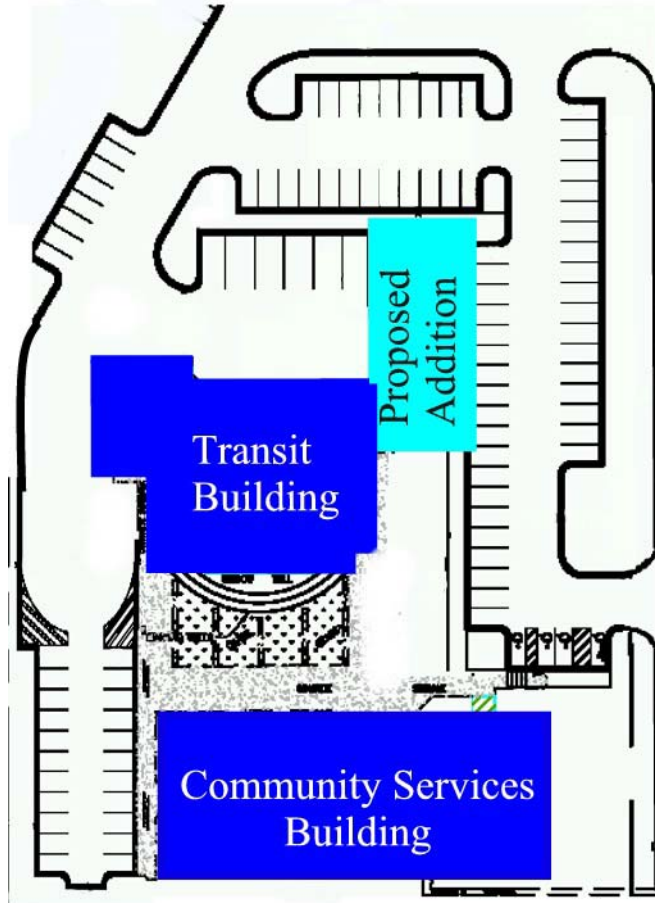 Proposed
Addition
Transit
Building
Community Services
Building